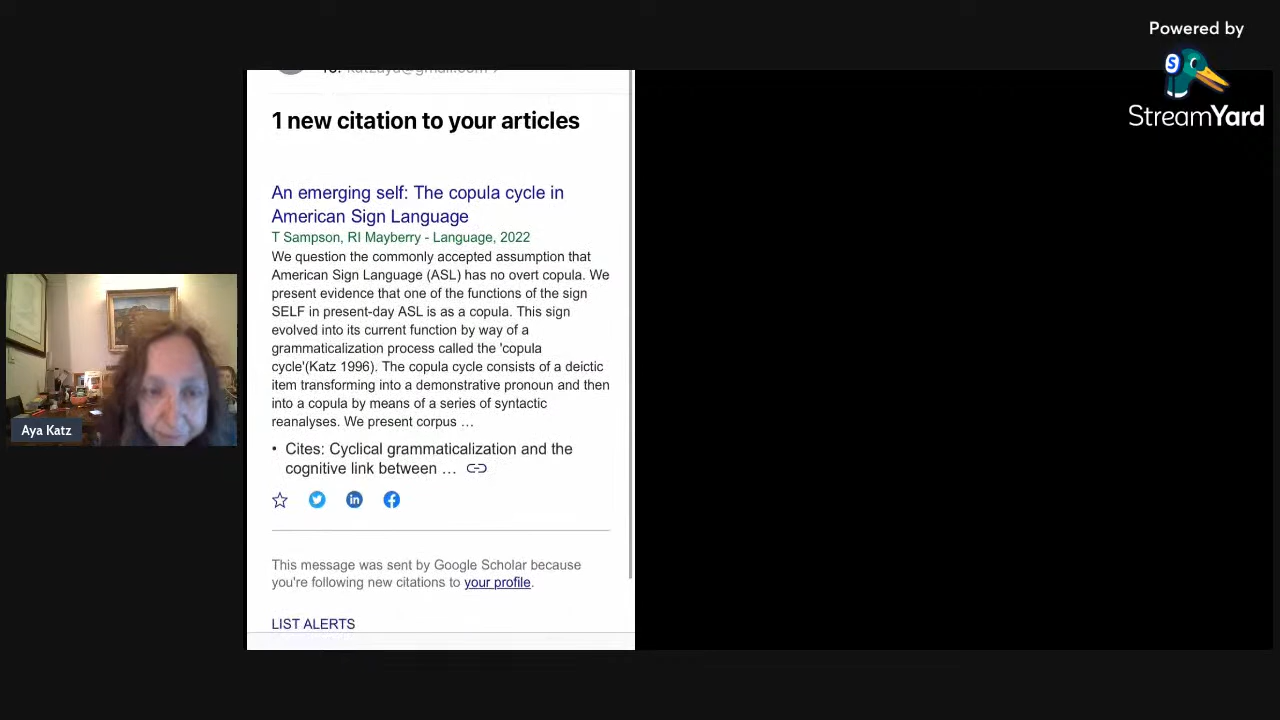 Powered by
StreamYard
1 new citation to your articles
An emerging self: The copula cycle in
American Sign Language
T Sampson, RI Mayberry - Language, 2022
We question the commonly accepted assumption that
American Sign Language (ASL) has no overt copula. We
present evidence that one of the functions of the sign
SELF in present-day ASL is as a copula. This sign
evolved into its current function by way of a
grammaticalization process called the 'copula
cycle'(Katz 1996). The copula cycle consists of a deictic
item transforming into a demonstrative pronoun and then
into a copula by means of a series of syntactic
reanalyses. We present corpus …
• Cites: Cyclical grammaticalization and the
cognitive link between …
This message was sent by Google Scholar because
you're following new citations to your profile.
LIST ALERTS
Aya Katz